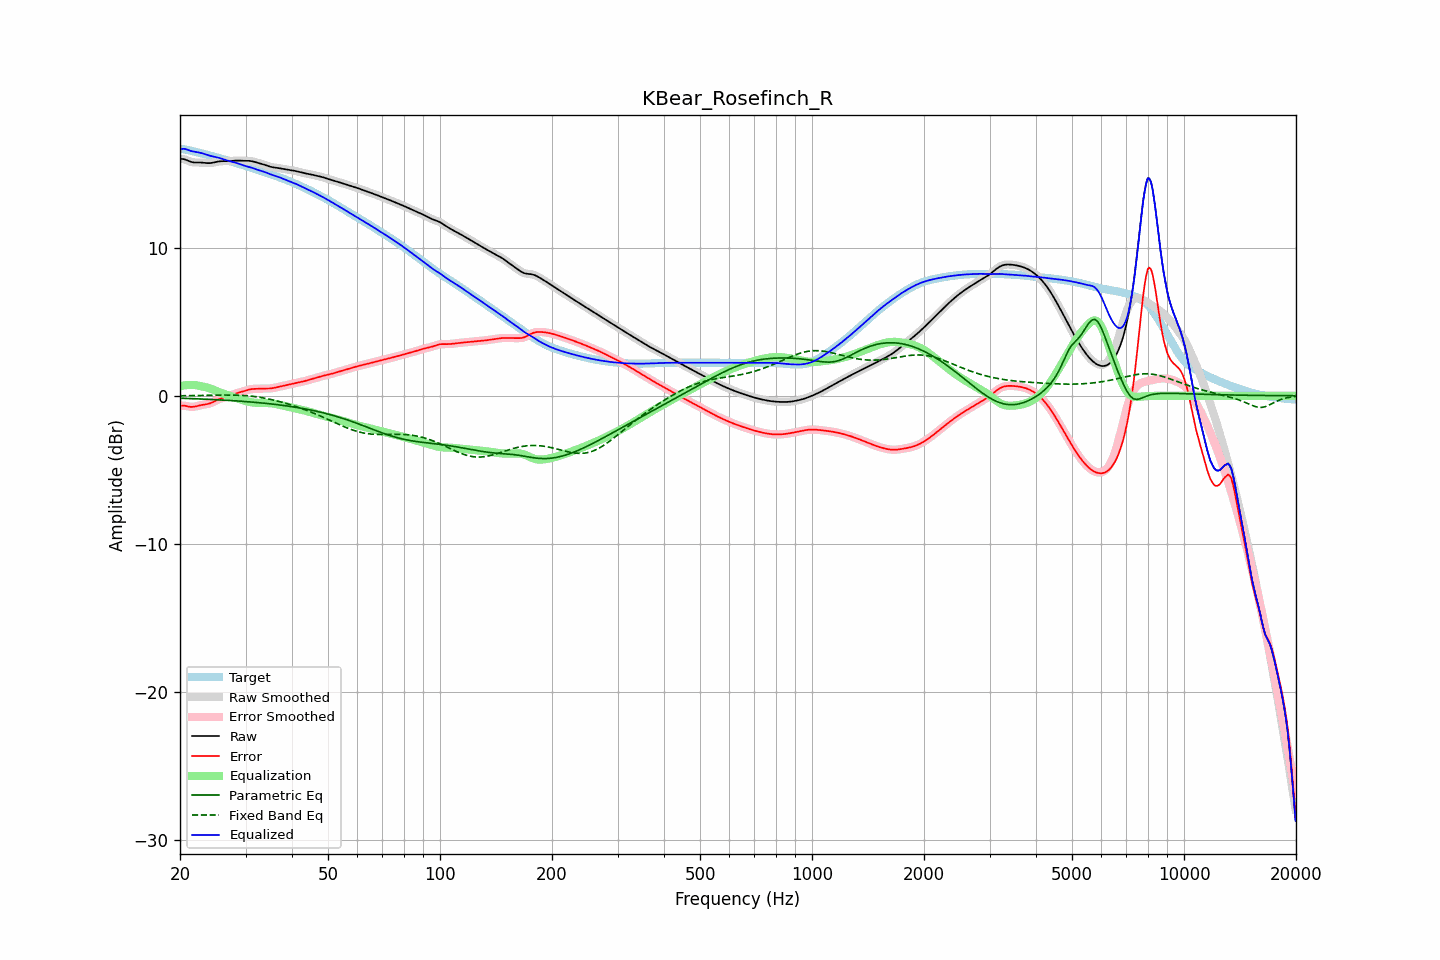 KBear_Rosefinch_R
Amplitude (dBr)
10
0
−10
−20
−30
Target
Raw Smoothed
Error Smoothed
Raw
Error
Equalization
Parametric Eq
Fixed Band Eq
Equalized
20 50 100 200 500 1000 2000 5000 10000 20000
Frequency (Hz)